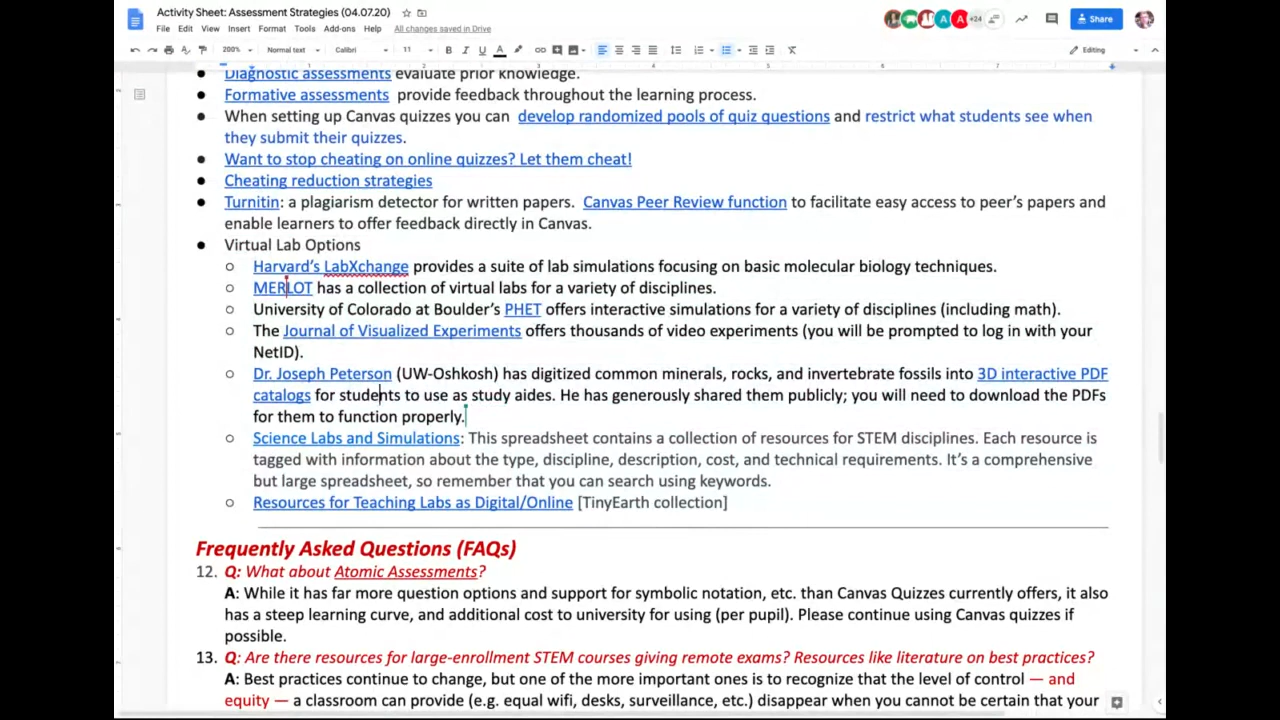 Activity Sheet: Assessment Strategies (04.07.20)
A A +24 Share
File Edit View Insert Format Tools Add-ons Help All changes saved in Drive
200% Normal text Calibri 11 B I U A Editing
2 3 4 5 6 7
Diagnostic assessments evaluate prior knowledge.
● Formative assessments provide feedback throughout the learning process.
● When setting up Canvas quizzes you can develop randomized pools of quiz questions and restrict what students see when
they submit their quizzes.
● Want to stop cheating on online quizzes? Let them cheat!
● Cheating reduction strategies
● Turnitin: a plagiarism detector for written papers. Canvas Peer Review function to facilitate easy access to peer's papers and
enable learners to offer feedback directly in Canvas.
● Virtual Lab Options
○ Harvard's LabXchange provides a suite of lab simulations focusing on basic molecular biology techniques.
○ MERLOT has a collection of virtual labs for a variety of disciplines.
○ University of Colorado at Boulder's PHET offers interactive simulations for a variety of disciplines (including math).
○ The Journal of Visualized Experiments offers thousands of video experiments (you will be prompted to log in with your
NetID).
○ Dr. Joseph Peterson (UW-Oshkosh) has digitized common minerals, rocks, and invertebrate fossils into 3D interactive PDF
catalogs for students to use as study aides. He has generously shared them publicly; you will need to download the PDFs
for them to function properly.
○ Science Labs and Simulations: This spreadsheet contains a collection of resources for STEM disciplines. Each resource is
tagged with information about the type, discipline, description, cost, and technical requirements. It's a comprehensive
but large spreadsheet, so remember that you can search using keywords.
○ Resources for Teaching Labs as Digital/Online [TinyEarth collection]
Frequently Asked Questions (FAQs)
12. Q: What about Atomic Assessments?
A: While it has far more question options and support for symbolic notation, etc. than Canvas Quizzes currently offers, it also
has a steep learning curve, and additional cost to university for using (per pupil). Please continue using Canvas quizzes if
possible.
13. Q: Are there resources for large-enrollment STEM courses giving remote exams? Resources like literature on best practices?
A: Best practices continue to change, but one of the more important ones is to recognize that the level of control — and
equity — a classroom can provide (e.g. equal wifi, desks, surveillance, etc.) disappear when you cannot be certain that your